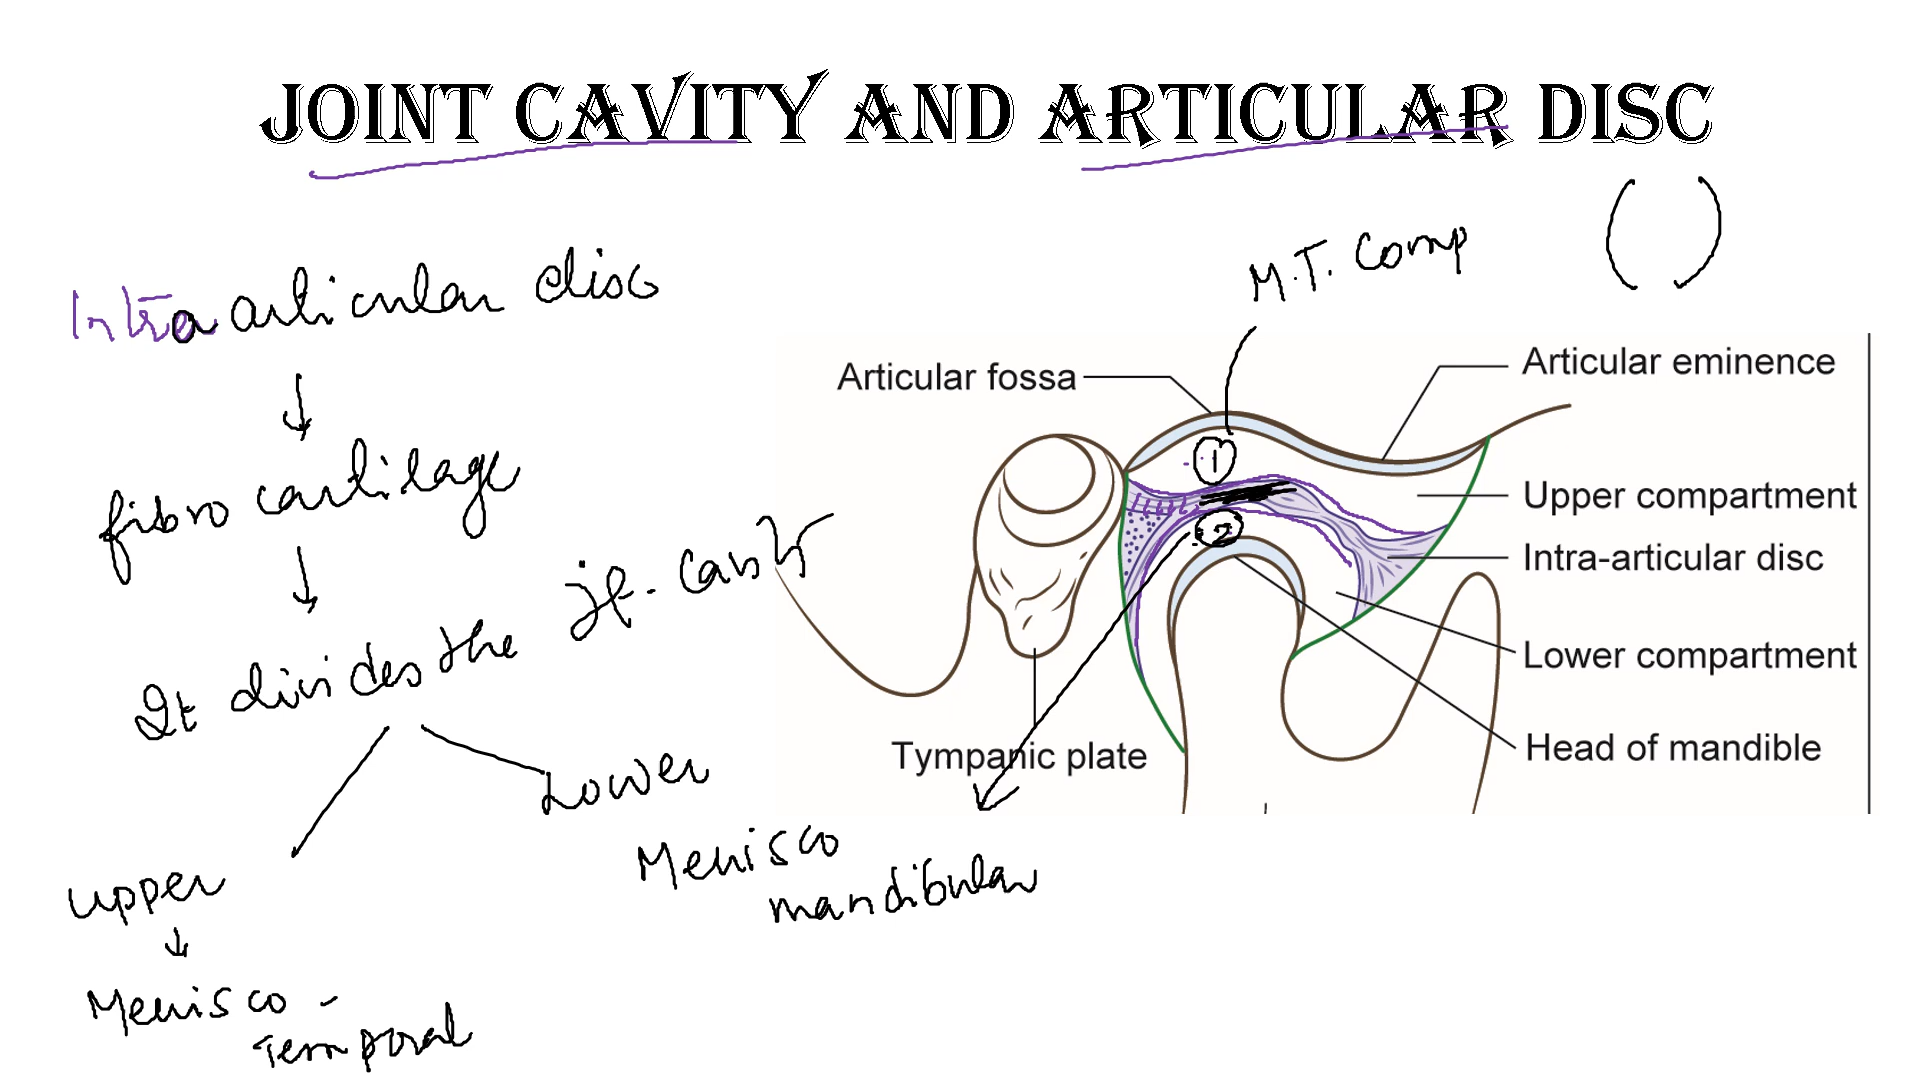 JOINT CAVITY AND ARTICULAR DISC
Intra articular disc
fibro cartilage
It divides the jt. cavity
Upper
Menisco -
Temporal
Lower
Menisco
mandibular
M.T. Comp
1
2
Articular fossa
Articular eminence
Upper compartment
Intra-articular disc
Lower compartment
Head of mandible
Tympanic plate